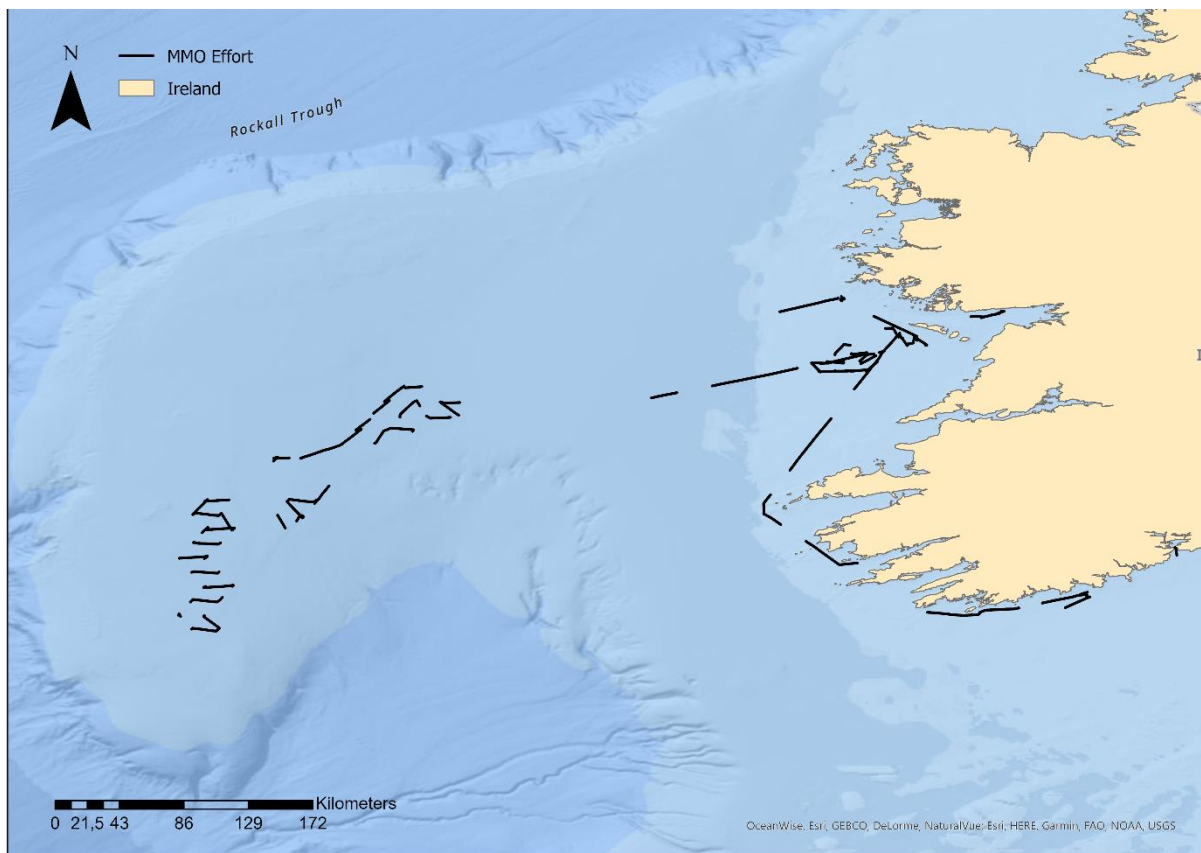 N
MMO Effort
Ireland
Rockall Trough
Kilometers
0 21,5 43 86 129 172
OceanWise, Esri, GEBCO, DeLorme, NaturalVue; Esri, HERE, Garmin, FAO, NOAA, USGS